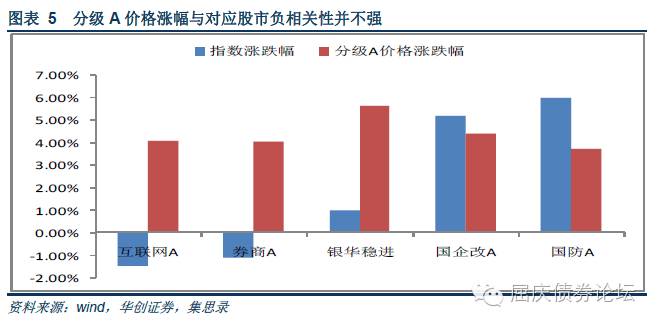 图表 5 分级 A 价格涨幅与对应股市负相关性并不强
指数涨跌幅 分级A价格涨跌幅
7.00%
6.00%
5.00%
4.00%
3.00%
2.00%
1.00%
0.00%
-1.00%
-2.00%
互联网A 券商A 银华稳进 国企改A 国防A
屈庆债券论坛
资料来源：wind，华创证券，集思录